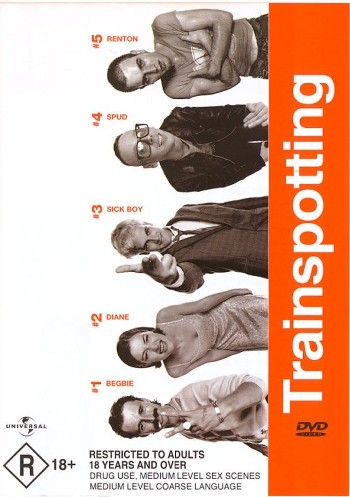 #5 RENTON
#4 SPUD
#3 SICK BOY
#2 DIANE
#1 BEGBIE
Trainspotting
DVD
VIDEO
UNIVERSAL
R 18+
RESTRICTED TO ADULTS
18 YEARS AND OVER
DRUG USE, MEDIUM LEVEL SEX SCENES
MEDIUM LEVEL COARSE LANGUAGE